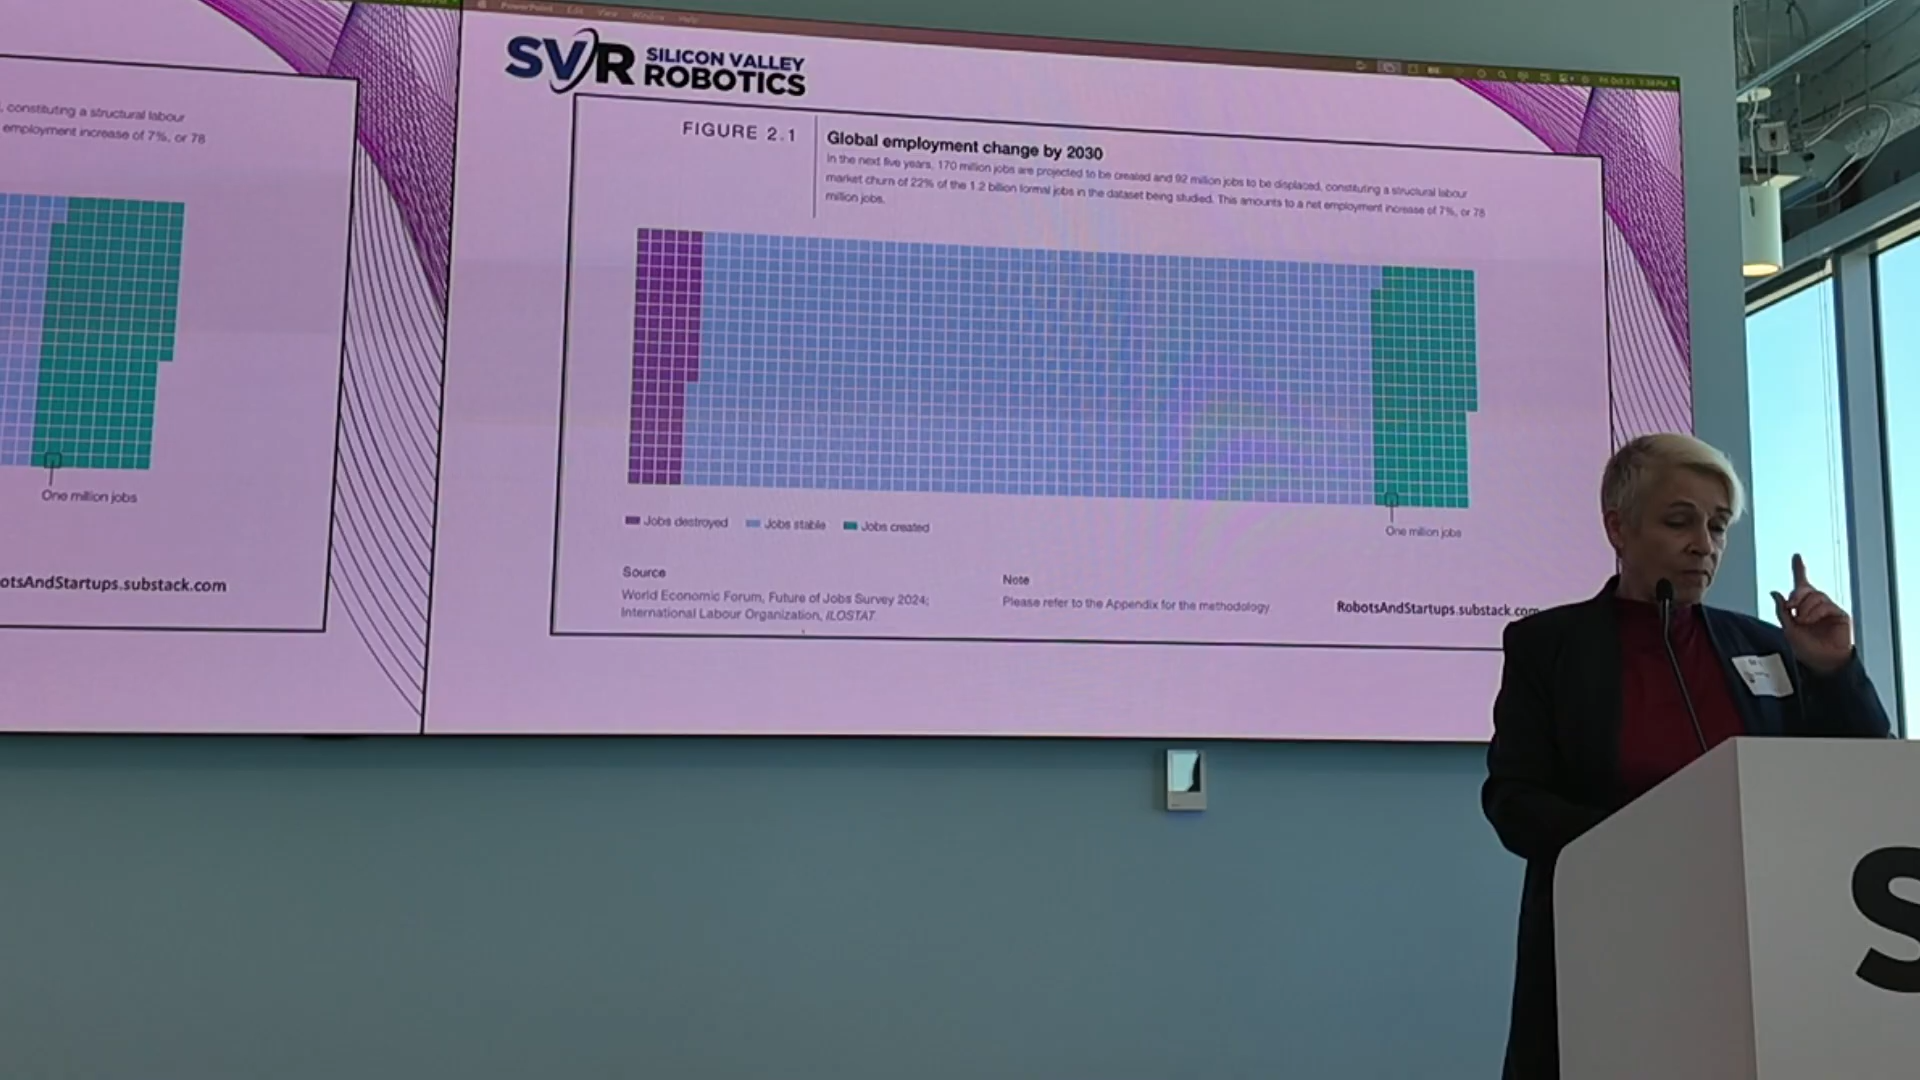 , constituting a structural labour
employment increase of 7%, or 78
One million jobs
otsAndStartups.substack.com
PowerPoint Edit View Window Help
SVR SILICON VALLEY
ROBOTICS
FIGURE 2.1
Global employment change by 2030
In the next five years, 170 million jobs are projected to be created and 92 million jobs to be displaced, constituting a structural labour
market churn of 22% of the 1.2 billion formal jobs in the dataset being studied. This amounts to a net employment increase of 7%, or 78
million jobs.
Jobs destroyed Jobs stable Jobs created
One million jobs
Source
World Economic Forum, Future of Jobs Survey 2024;
International Labour Organization, ILOSTAT
Note
Please refer to the Appendix for the methodology
RobotsAndStartups.substack.com
S